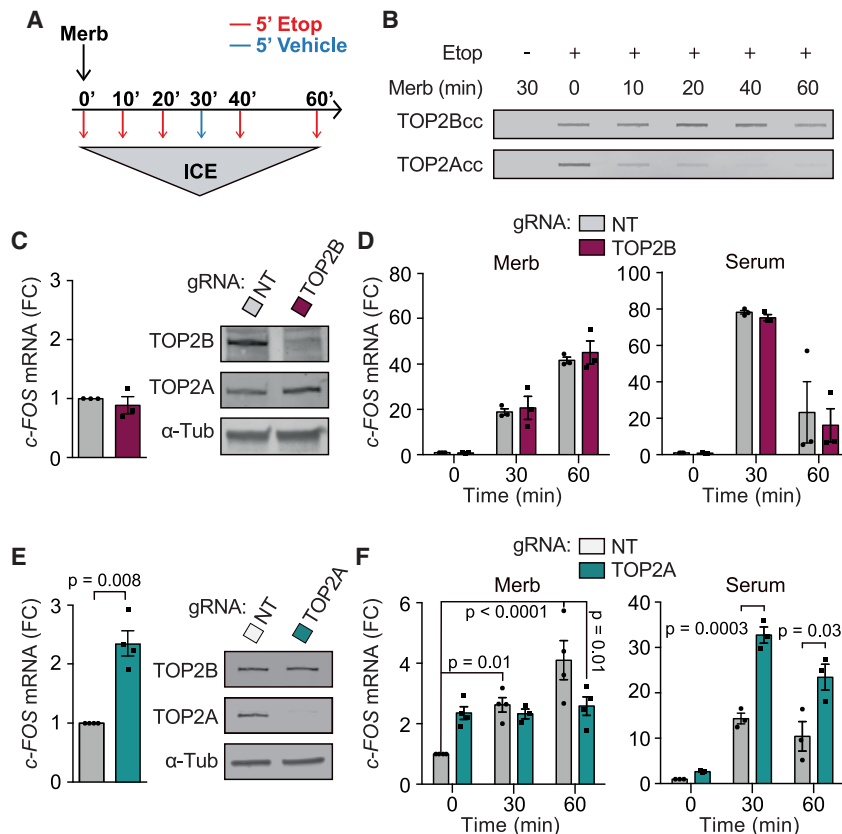 A
Merb
5' Etop
5' Vehicle
0' 10' 20' 30' 40' 60'
ICE
B
Etop - + + + + +
Merb (min) 30 0 10 20 40 60
TOP2Bcc
TOP2Acc
C
c-FOS mRNA (FC)
3
2
1
0
gRNA: NT TOP2B
TOP2B
TOP2A
α-Tub
D
gRNA: NT
TOP2B
Merb
c-FOS mRNA (FC)
80
60
40
20
0
0 30 60
Time (min)
Serum
100
80
60
40
20
0
0 30 60
Time (min)
E
c-FOS mRNA (FC)
3
2
1
0
p = 0.008
gRNA: NT TOP2A
TOP2B
TOP2A
α-Tub
F
gRNA: NT
TOP2A
Merb
c-FOS mRNA (FC)
6
4
2
0
p < 0.0001
p = 0.01
p = 0.01
0 30 60
Time (min)
Serum
40
30
20
10
0
p = 0.0003
p = 0.03
0 30 60
Time (min)